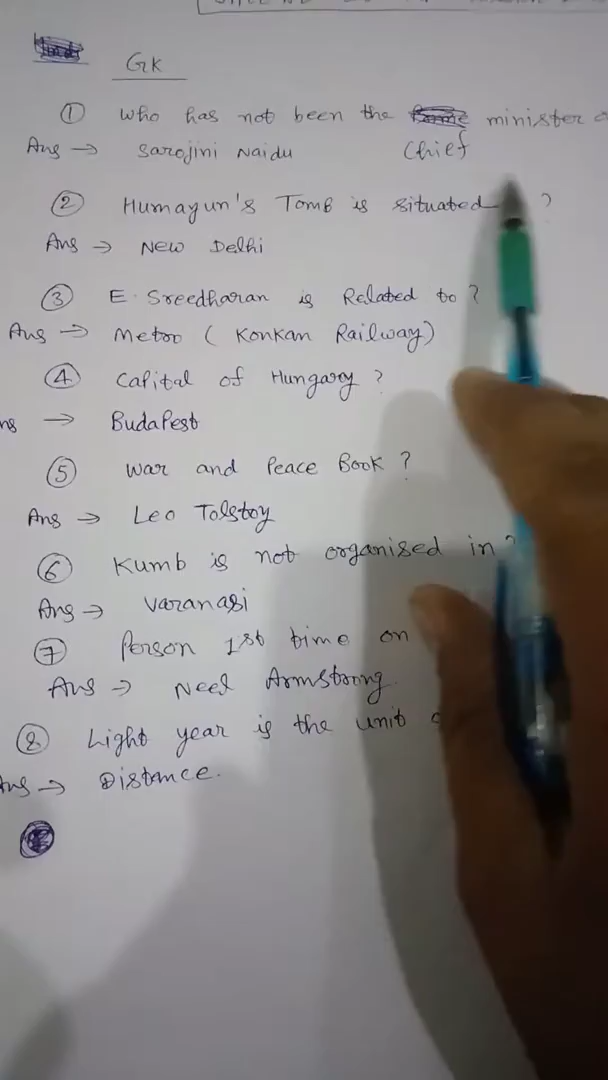 GK
① Who has not been the minister
Ans → Sarojini Naidu Chief
② Humayun's Tomb is situated ?
Ans → New Delhi
③ E. Sreedharan is Related to ?
Ans → Metro ( Konkan Railway)
④ Capital of Hungary ?
ns → Budapest
⑤ War and Peace Book ?
Ans → Leo Tolstoy
⑥ Kumb is not organised in ?
Ans → Varanasi
⑦ Person 1st time on
Ans → Neel Armstrong
⑧ Light year is the unit
Ans → Distance.